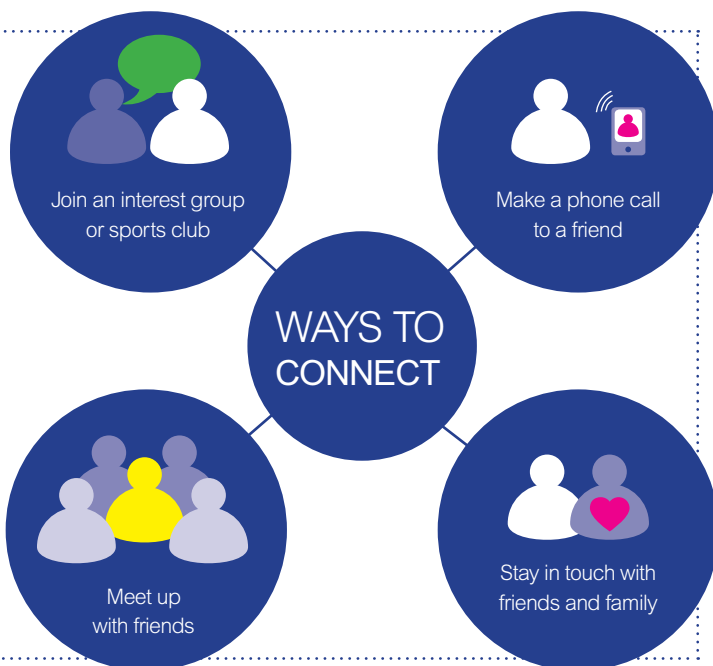 Join an interest group
or sports club
Make a phone call
to a friend
WAYS TO
CONNECT
Meet up
with friends
Stay in touch with
friends and family